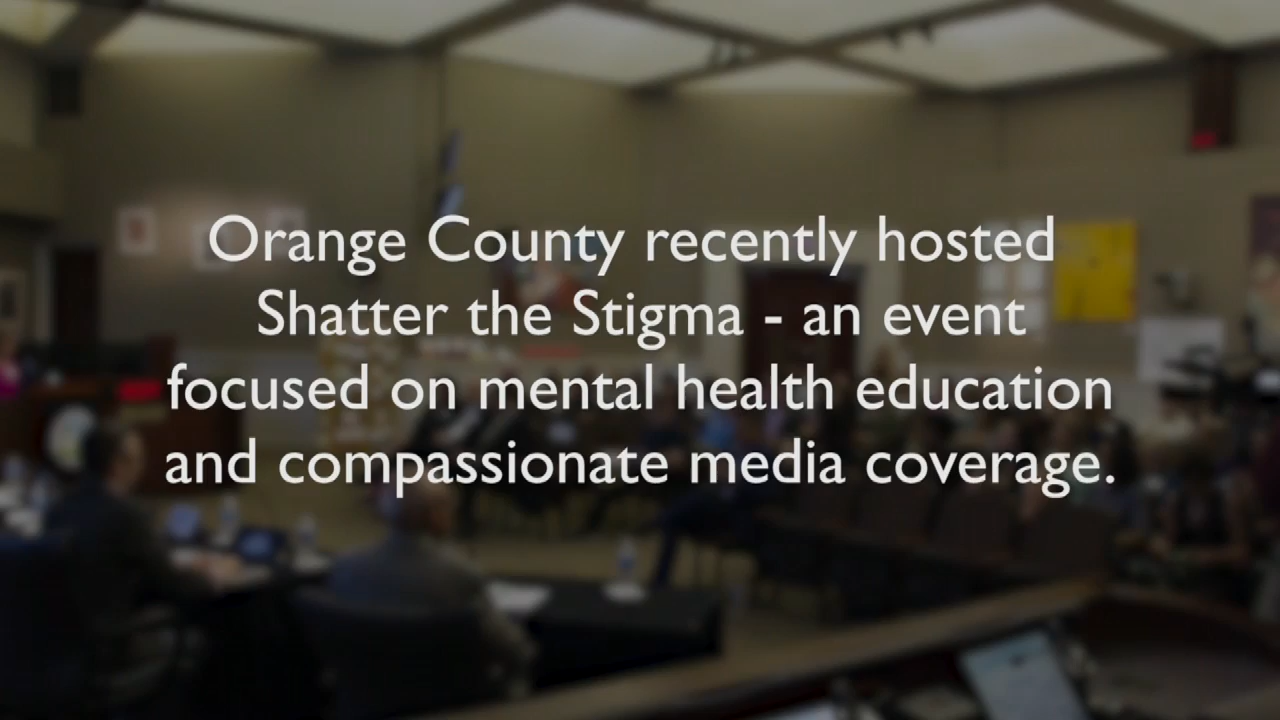 Orange County recently hosted
Shatter the Stigma - an event
focused on mental health education
and compassionate media coverage.